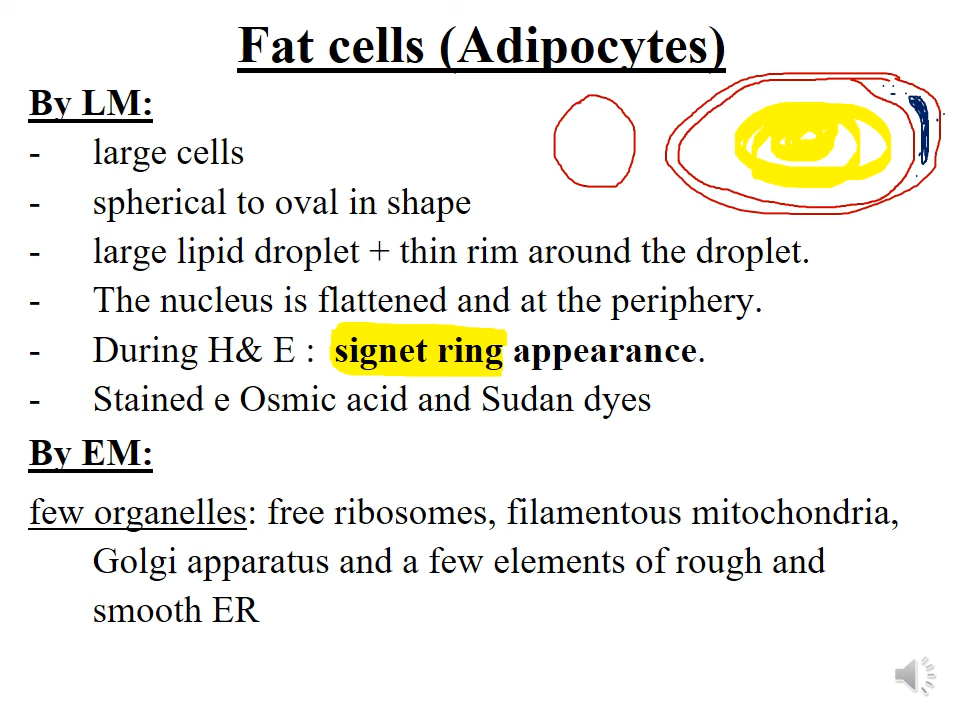 Fat cells (Adipocytes)
By LM:
- large cells
- spherical to oval in shape
- large lipid droplet + thin rim around the droplet.
- The nucleus is flattened and at the periphery.
- During H& E : signet ring appearance.
- Stained e Osmic acid and Sudan dyes
By EM:
few organelles: free ribosomes, filamentous mitochondria,
Golgi apparatus and a few elements of rough and
smooth ER